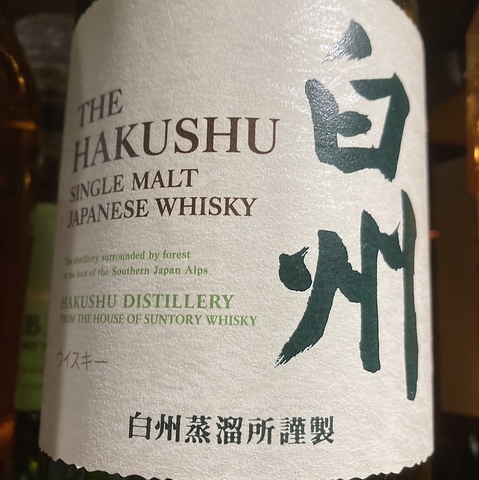 THE
HAKUSHU
SINGLE MALT
JAPANESE WHISKY
白州
The distillery surrounded by forest
at the foot of the Southern Japan Alps
HAKUSHU DISTILLERY
FROM THE HOUSE OF SUNTORY WHISKY
ウイスキー
白州蒸溜所謹製